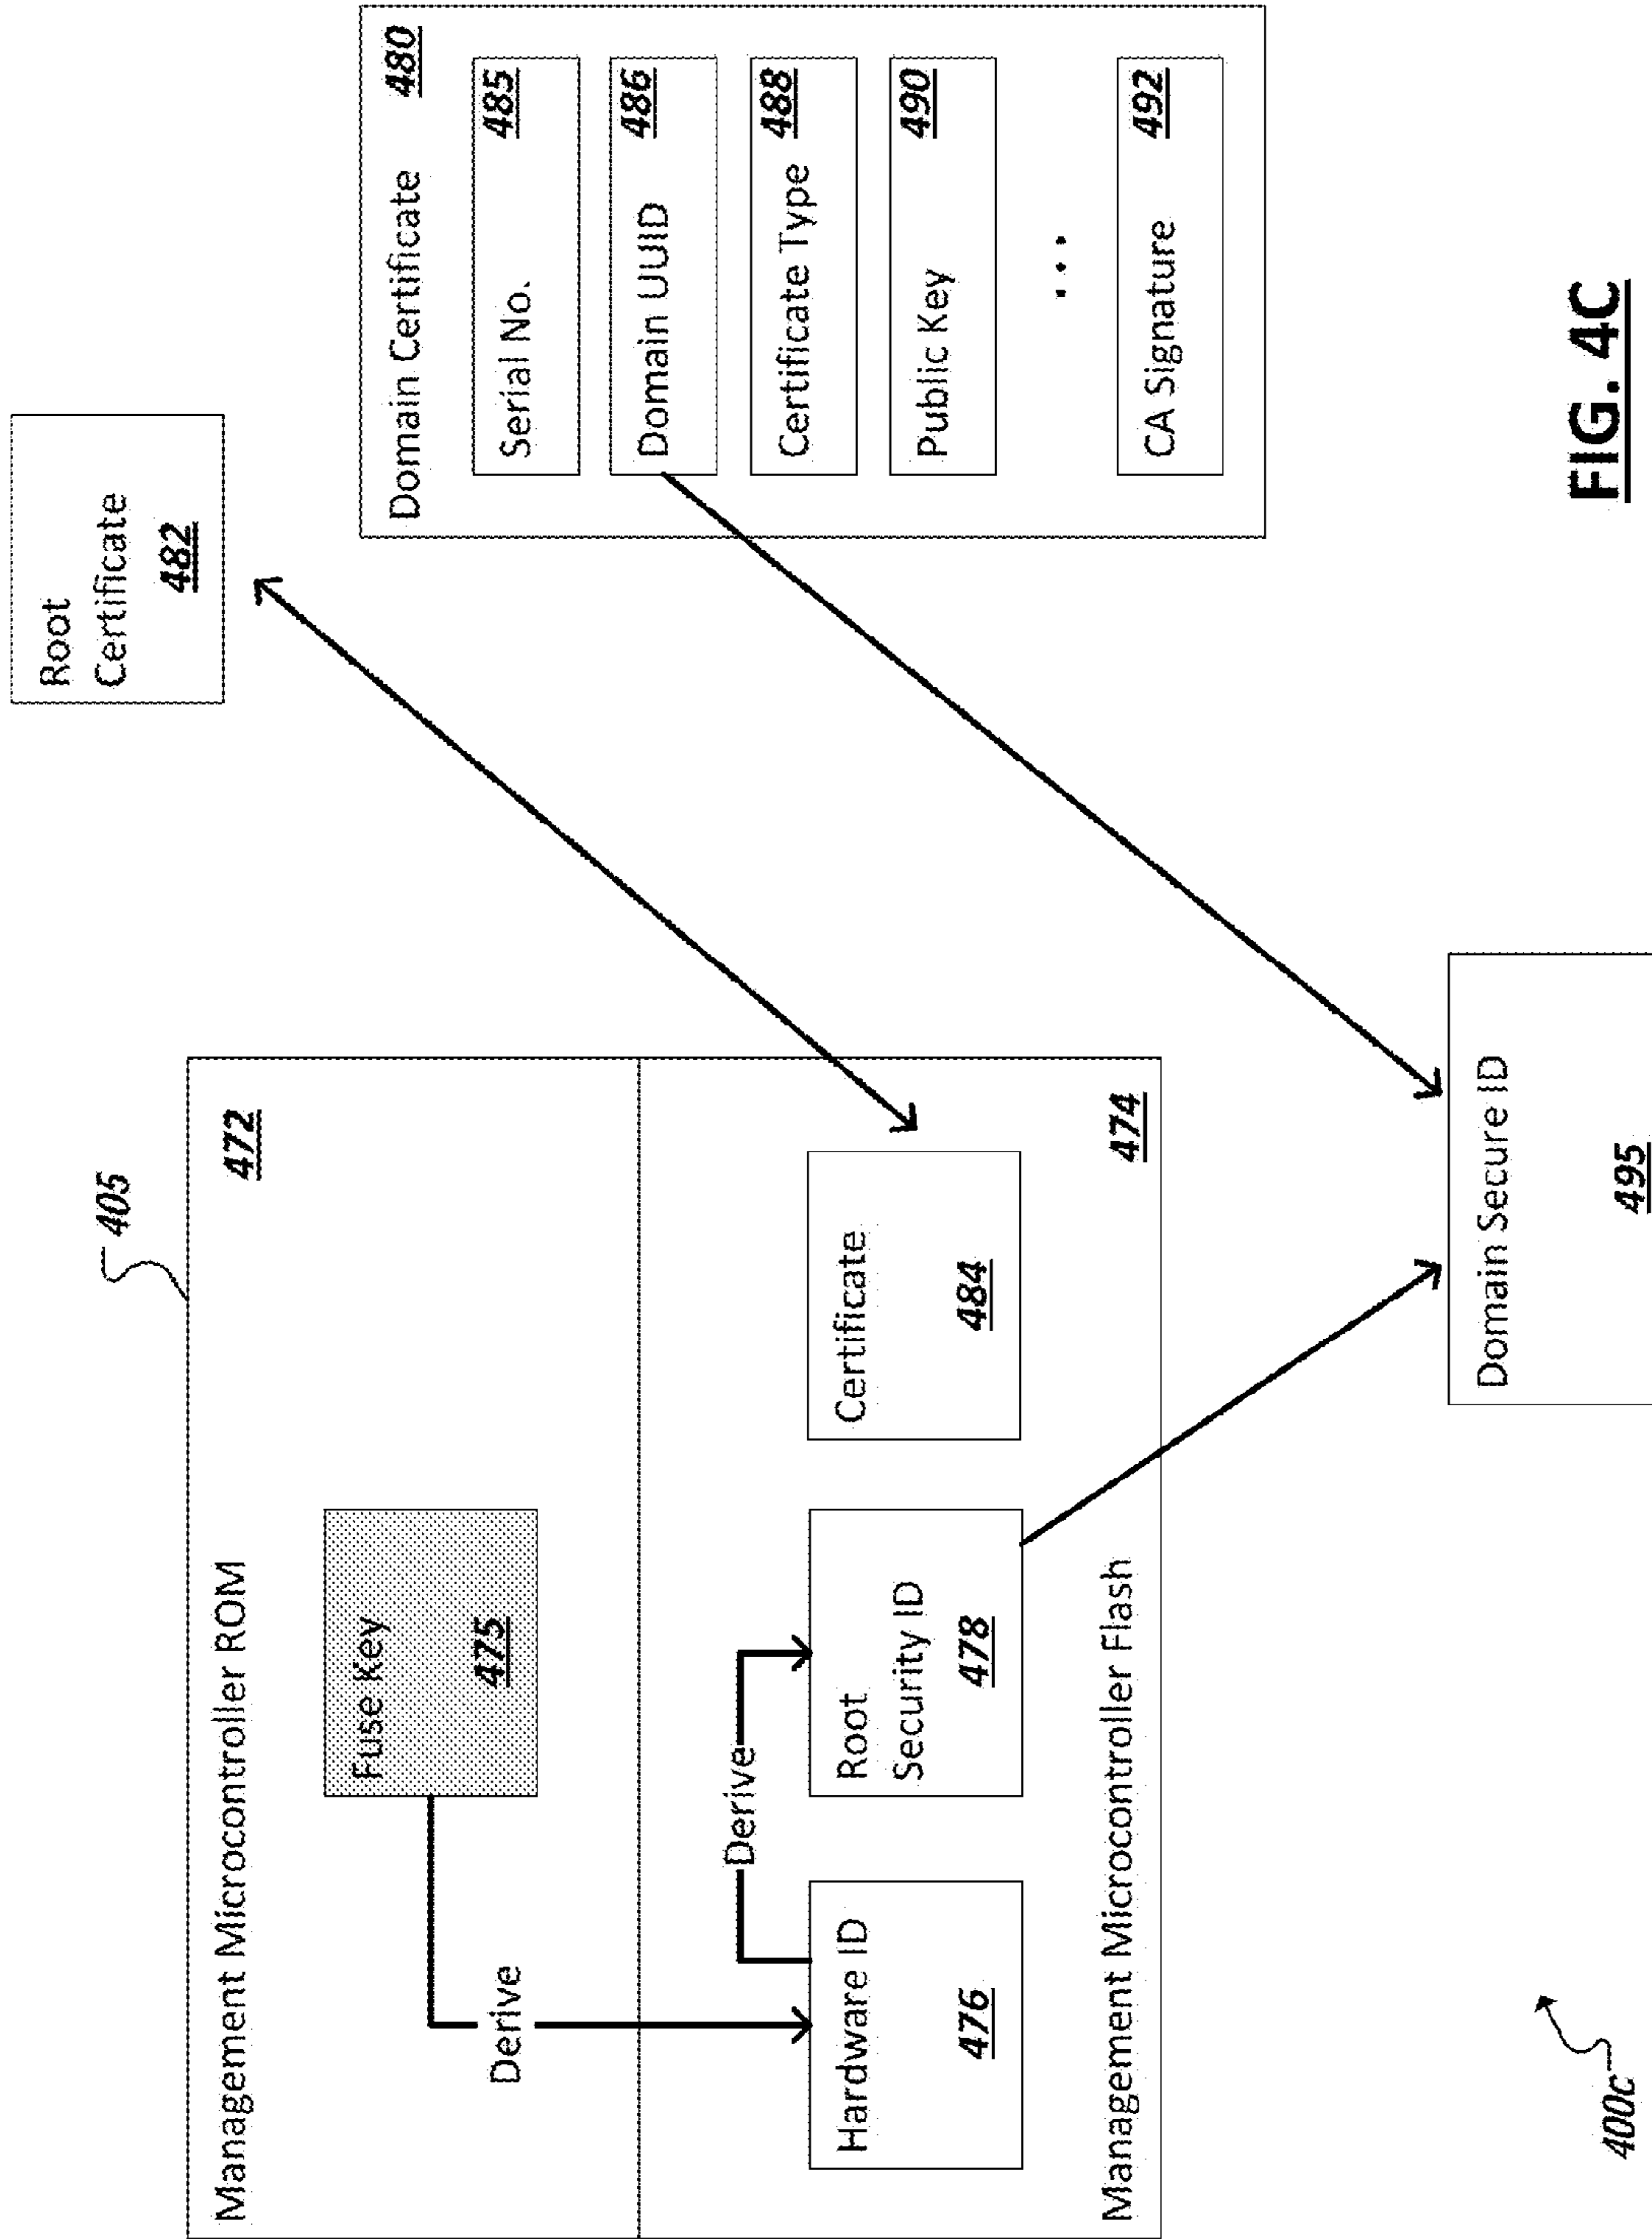 405
Management Microcontroller ROM
472
Fuse Key
475
Derive
Derive
Hardware ID
476
Root
Security ID
478
Certificate
484
Management Microcontroller Flash
474
Root
Certificate
482
Domain Certificate 480
Serial No. 485
Domain UUID 486
Certificate Type 488
Public Key 490
...
CA Signature 492
Domain Secure ID
495
400c
FIG. 4C